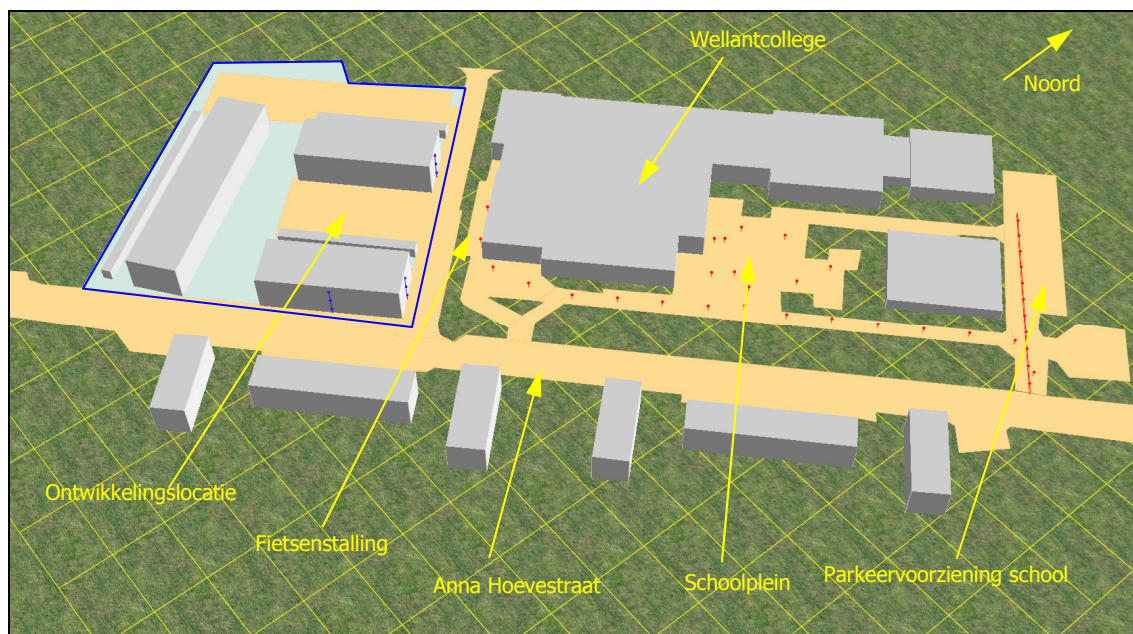 Wellantcollege
Noord
Ontwikkelingslocatie
Fietsenstalling
Anna Hoevestraat
Schoolplein
Parkeervoorziening school